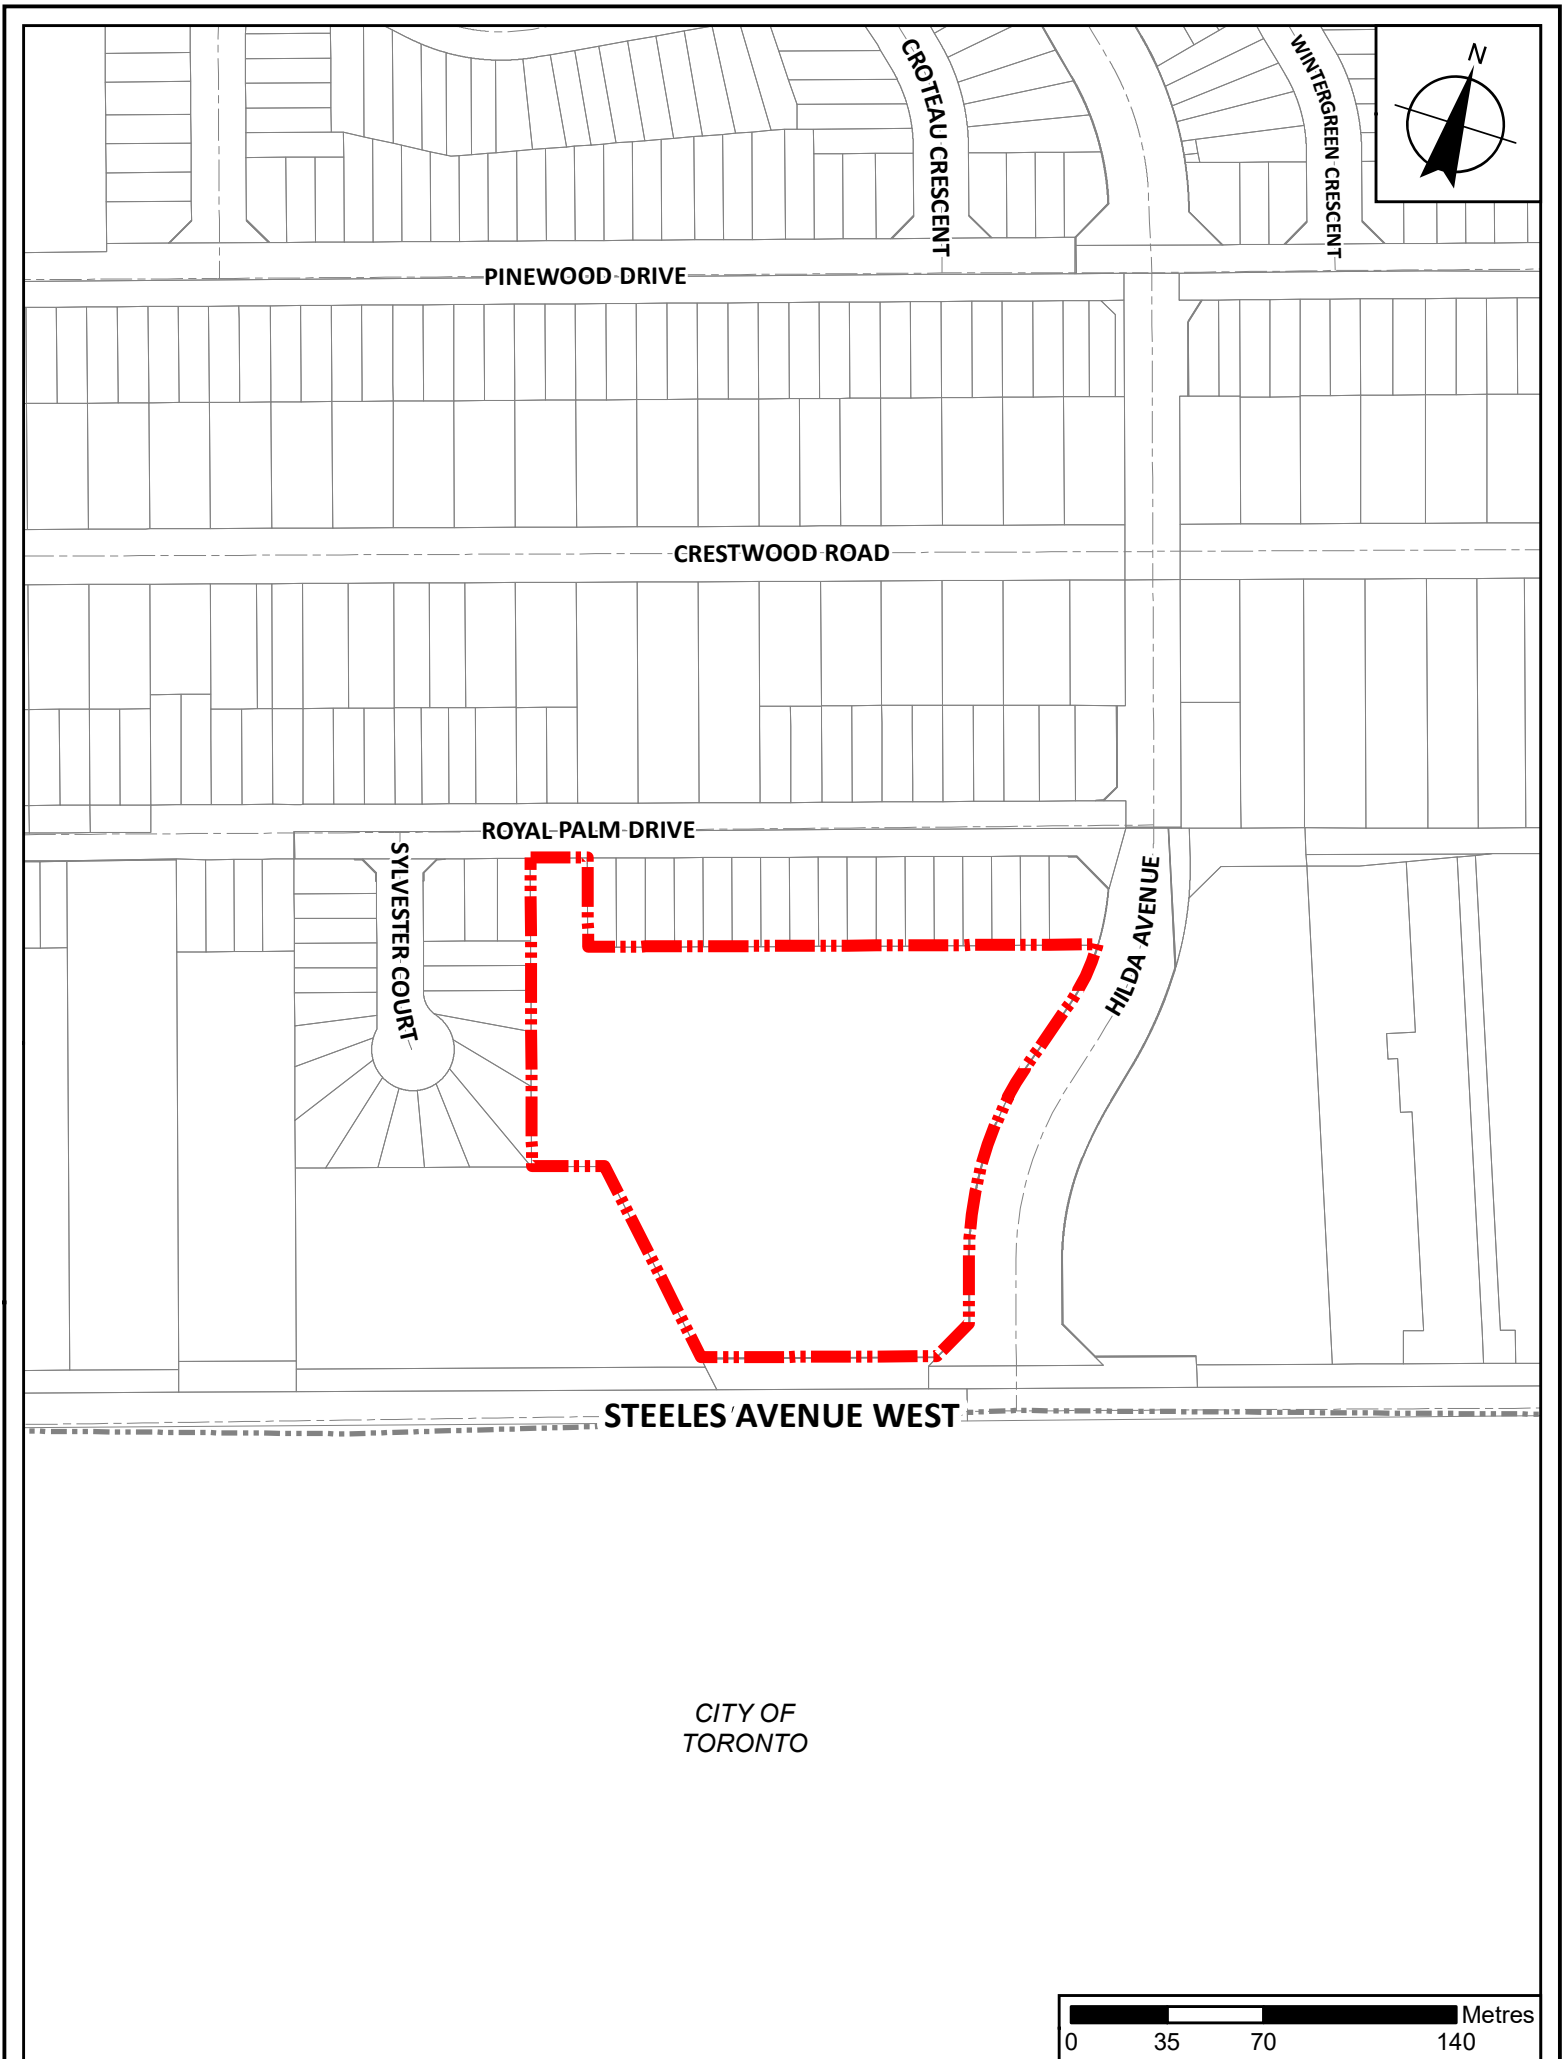 N
CROTEAU CRESCENT
WINTERGREEN CRESCENT
PINEWOOD DRIVE
CRESTWOOD ROAD
ROYAL PALM DRIVE
SYLVESTER COURT
HILDA AVENUE
STEELES AVENUE WEST
CITY OF
TORONTO
Metres
0 35 70 140